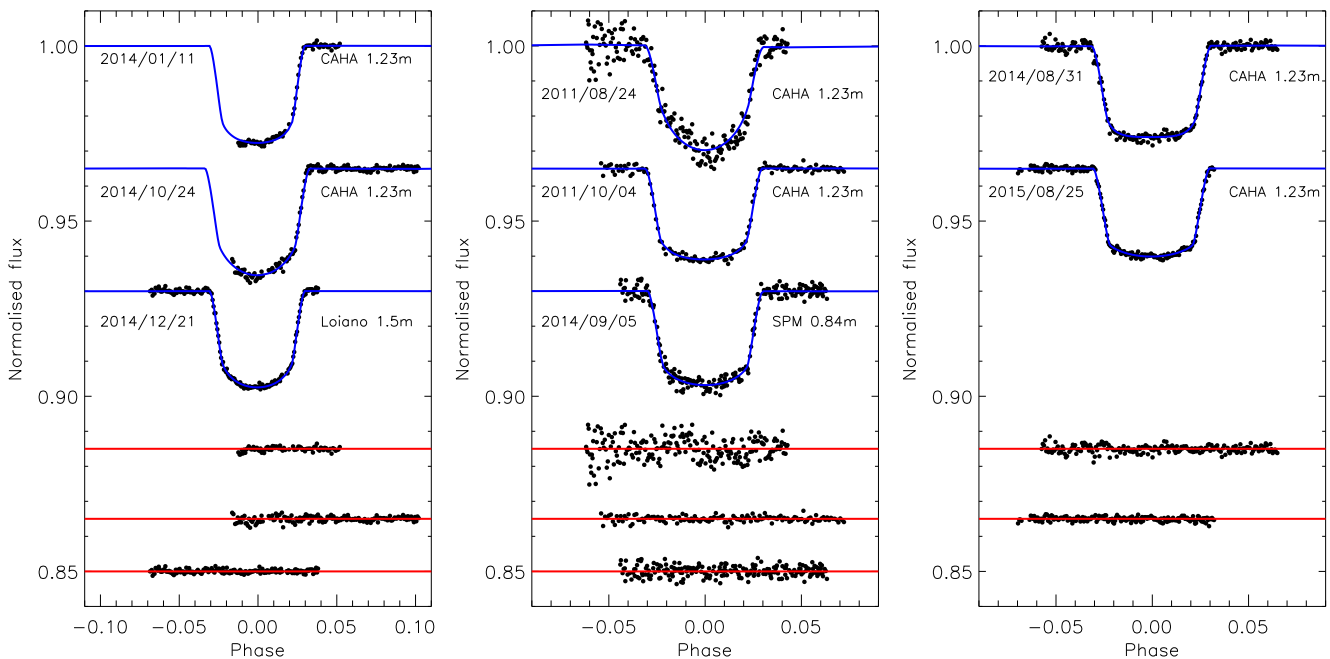 1.00
0.95
0.90
0.85
Normalised flux
2014/01/11 CAHA 1.23m
2014/10/24 CAHA 1.23m
2014/12/21 Loiano 1.5m
−0.10 −0.05 0.00 0.05 0.10
Phase
1.00
0.95
0.90
0.85
Normalised flux
2011/08/24 CAHA 1.23m
2011/10/04 CAHA 1.23m
2014/09/05 SPM 0.84m
−0.05 0.00 0.05
Phase
1.00
0.95
0.90
0.85
Normalised flux
2014/08/31 CAHA 1.23m
2015/08/25 CAHA 1.23m
−0.05 0.00 0.05
Phase